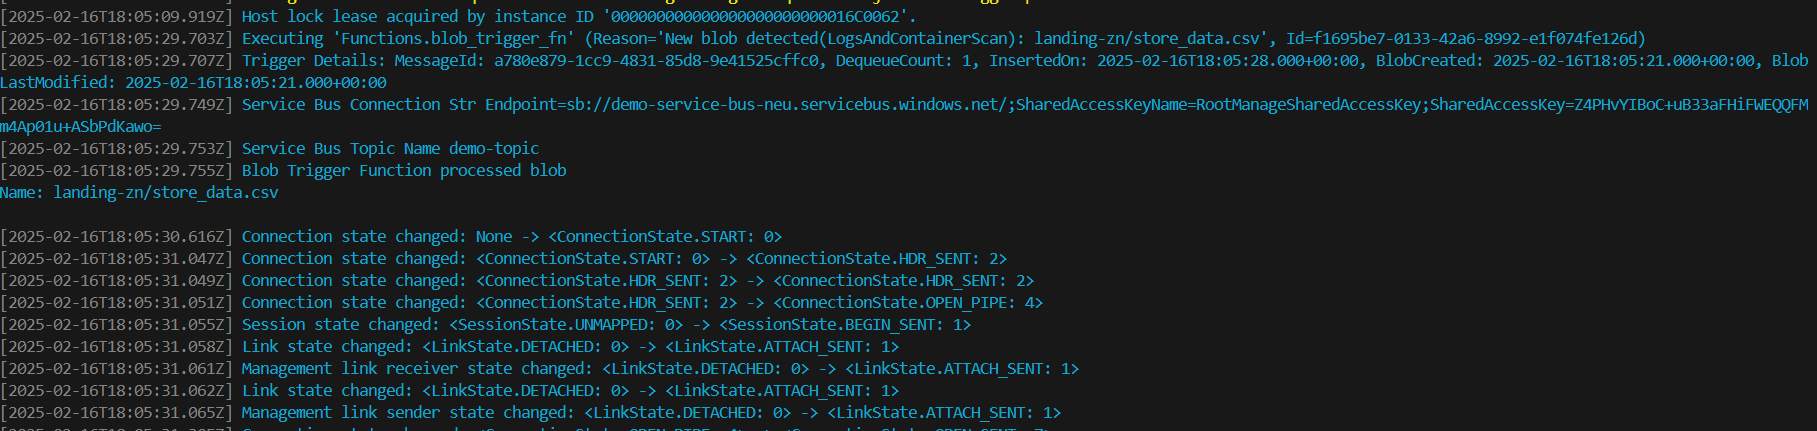 [2025-02-16T18:05:09.919Z] Host lock lease acquired by instance ID '000000000000000000000000016C0062'.
[2025-02-16T18:05:29.703Z] Executing 'Functions.blob_trigger_fn' (Reason='New blob detected(LogsAndContainerScan): landing-zn/store_data.csv', Id=f1695be7-0133-42a6-8992-e1f074fe126d)
[2025-02-16T18:05:29.707Z] Trigger Details: MessageId: a780e879-1cc9-4831-85d8-9e41525cffc0, DequeueCount: 1, InsertedOn: 2025-02-16T18:05:28.000+00:00, BlobCreated: 2025-02-16T18:05:21.000+00:00, Blob
LastModified: 2025-02-16T18:05:21.000+00:00
[2025-02-16T18:05:29.749Z] Service Bus Connection Str Endpoint=sb://demo-service-bus-neu.servicebus.windows.net/;SharedAccessKeyName=RootManageSharedAccessKey;SharedAccessKey=Z4PHvYIBoC+uB33aFHiFWEQQFM
m4Ap01u+ASbPdKawo=
[2025-02-16T18:05:29.753Z] Service Bus Topic Name demo-topic
[2025-02-16T18:05:29.755Z] Blob Trigger Function processed blob
Name: landing-zn/store_data.csv
[2025-02-16T18:05:30.616Z] Connection state changed: None -> <ConnectionState.START: 0>
[2025-02-16T18:05:31.047Z] Connection state changed: <ConnectionState.START: 0> -> <ConnectionState.HDR_SENT: 2>
[2025-02-16T18:05:31.049Z] Connection state changed: <ConnectionState.HDR_SENT: 2> -> <ConnectionState.HDR_SENT: 2>
[2025-02-16T18:05:31.051Z] Connection state changed: <ConnectionState.HDR_SENT: 2> -> <ConnectionState.OPEN_PIPE: 4>
[2025-02-16T18:05:31.055Z] Session state changed: <SessionState.UNMAPPED: 0> -> <SessionState.BEGIN_SENT: 1>
[2025-02-16T18:05:31.058Z] Link state changed: <LinkState.DETACHED: 0> -> <LinkState.ATTACH_SENT: 1>
[2025-02-16T18:05:31.061Z] Management link receiver state changed: <LinkState.DETACHED: 0> -> <LinkState.ATTACH_SENT: 1>
[2025-02-16T18:05:31.062Z] Link state changed: <LinkState.DETACHED: 0> -> <LinkState.ATTACH_SENT: 1>
[2025-02-16T18:05:31.065Z] Management link sender state changed: <LinkState.DETACHED: 0> -> <LinkState.ATTACH_SENT: 1>